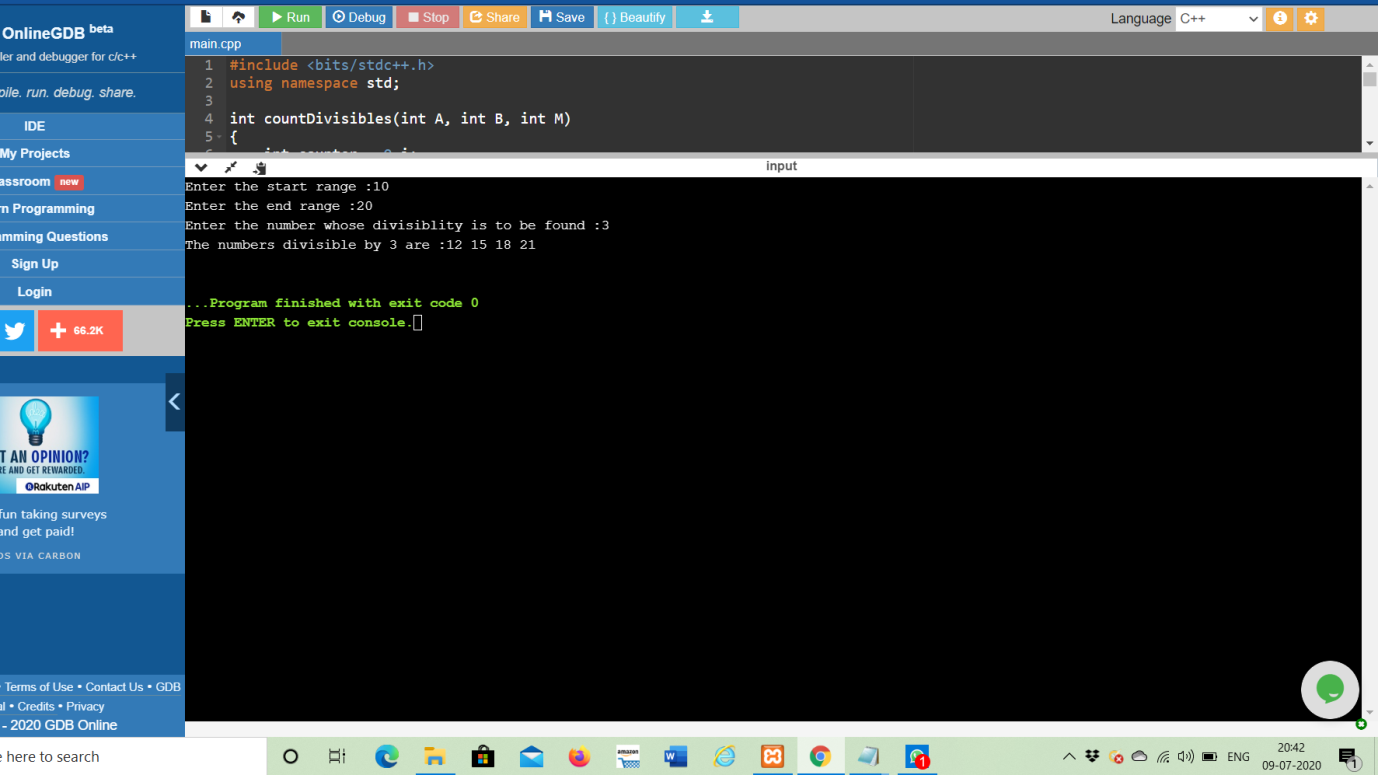 OnlineGDB beta
ler and debugger for c/c++
pile. run. debug. share.
IDE
My Projects
assroom new
rn Programming
amming Questions
Sign Up
Login
66.2K
T AN OPINION?
RE AND GET REWARDED.
Rakuten AIP
fun taking surveys
and get paid!
DS VIA CARBON
Terms of Use • Contact Us • GDB
al • Credits • Privacy
- 2020 GDB Online
Run Debug Stop Share Save { } Beautify
Language C++
main.cpp
1 #include <bits/stdc++.h>
2 using namespace std;
3
4 int countDivisibles(int A, int B, int M)
5 {
input
Enter the start range :10
Enter the end range :20
Enter the number whose divisiblity is to be found :3
The numbers divisible by 3 are :12 15 18 21
...Program finished with exit code 0
Press ENTER to exit console.
e here to search
amazon
W
1
ENG
20:42
09-07-2020
1